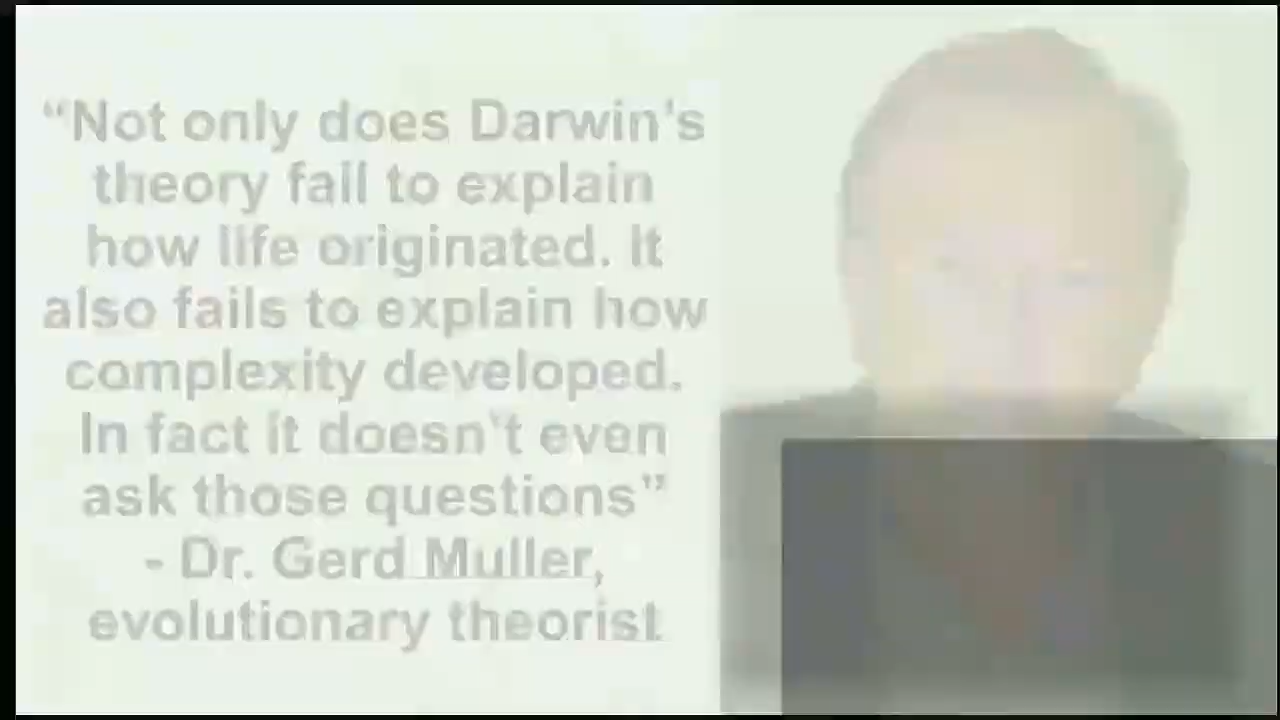 “Not only does Darwin's
theory fail to explain
how life originated. It
also fails to explain how
complexity developed.
In fact it doesn't even
ask those questions”
- Dr. Gerd Muller,
evolutionary theorist